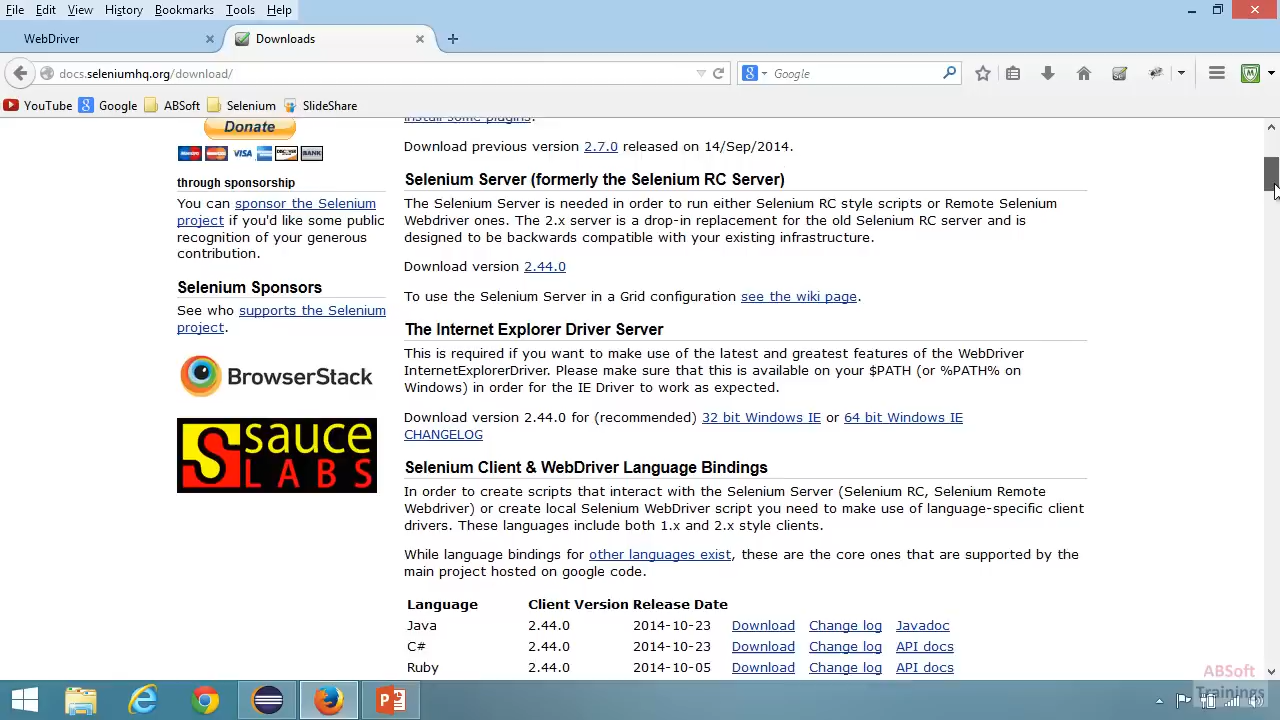 File Edit View History Bookmarks Tools Help
WebDriver
Downloads
docs.seleniumhq.org/download/
Google
YouTube Google ABSoft Selenium SlideShare
Donate
VISA
BANK
through sponsorship
You can sponsor the Selenium
project if you'd like some public
recognition of your generous
contribution.
Selenium Sponsors
See who supports the Selenium
project.
BrowserStack
sauce
LABS
install some plugins.
Download previous version 2.7.0 released on 14/Sep/2014.
Selenium Server (formerly the Selenium RC Server)
The Selenium Server is needed in order to run either Selenium RC style scripts or Remote Selenium
Webdriver ones. The 2.x server is a drop-in replacement for the old Selenium RC server and is
designed to be backwards compatible with your existing infrastructure.
Download version 2.44.0
To use the Selenium Server in a Grid configuration see the wiki page.
The Internet Explorer Driver Server
This is required if you want to make use of the latest and greatest features of the WebDriver
InternetExplorerDriver. Please make sure that this is available on your $PATH (or %PATH% on
Windows) in order for the IE Driver to work as expected.
Download version 2.44.0 for (recommended) 32 bit Windows IE or 64 bit Windows IE
CHANGELOG
Selenium Client & WebDriver Language Bindings
In order to create scripts that interact with the Selenium Server (Selenium RC, Selenium Remote
Webdriver) or create local Selenium WebDriver script you need to make use of language-specific client
drivers. These languages include both 1.x and 2.x style clients.
While language bindings for other languages exist, these are the core ones that are supported by the
main project hosted on google code.
Language Client Version Release Date
Java 2.44.0 2014-10-23 Download Change log Javadoc
C# 2.44.0 2014-10-23 Download Change log API docs
Ruby 2.44.0 2014-10-05 Download Change log API docs
ABSoft
Trainings